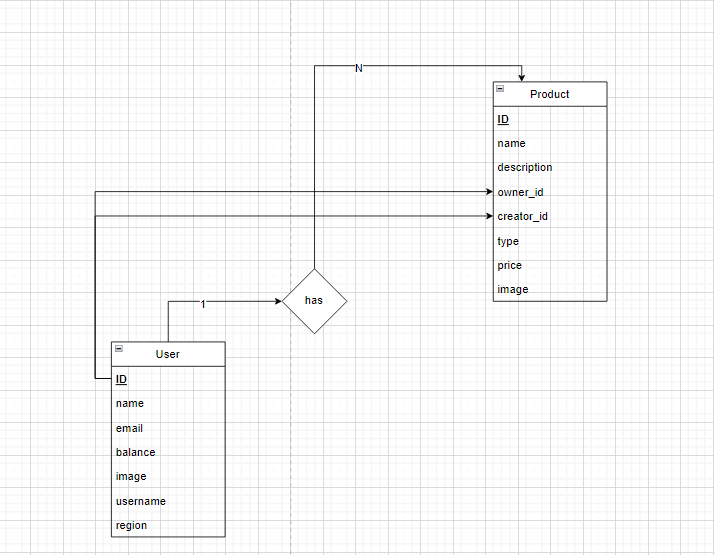 N
Product
ID
name
description
owner_id
creator_id
type
price
image
has
1
User
ID
name
email
balance
image
username
region